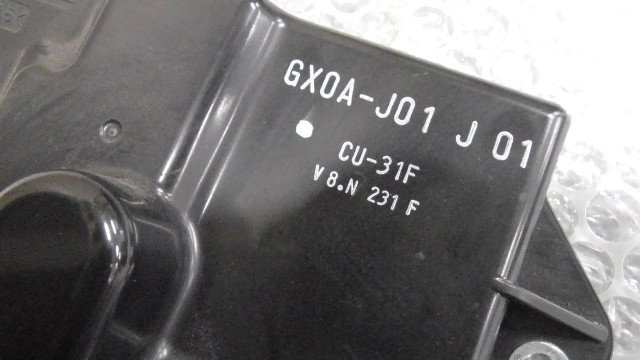 GX0A-J01 J 01
CU-31F
V8.N 231 F